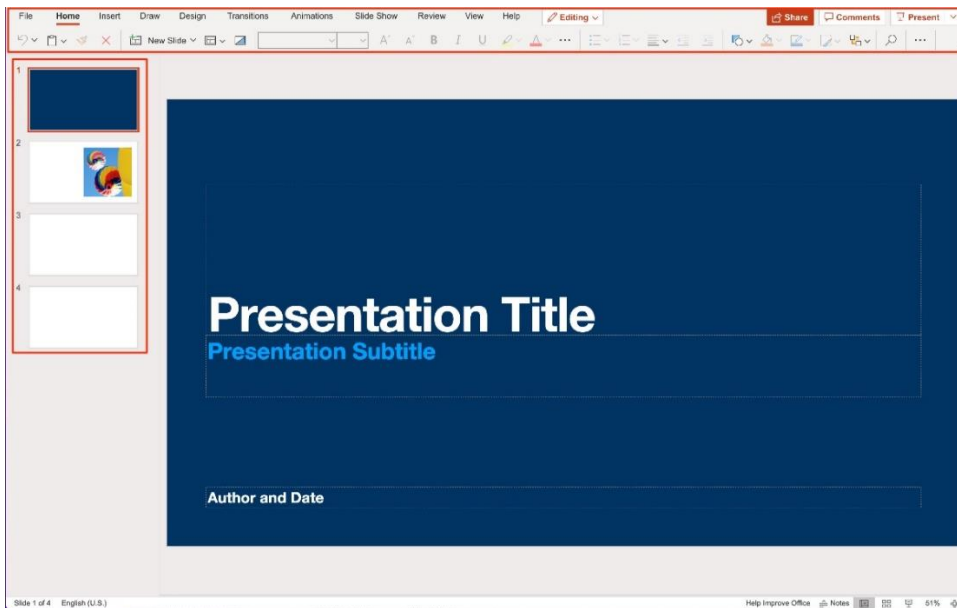 File Home Insert Draw Design Transitions Animations Slide Show Review View Help Editing Share Comments Present
New Slide A A B I U A
1
2
3
4
Presentation Title
Presentation Subtitle
Author and Date
Slide 1 of 4 English (U.S.) Help Improve Office Notes 51%